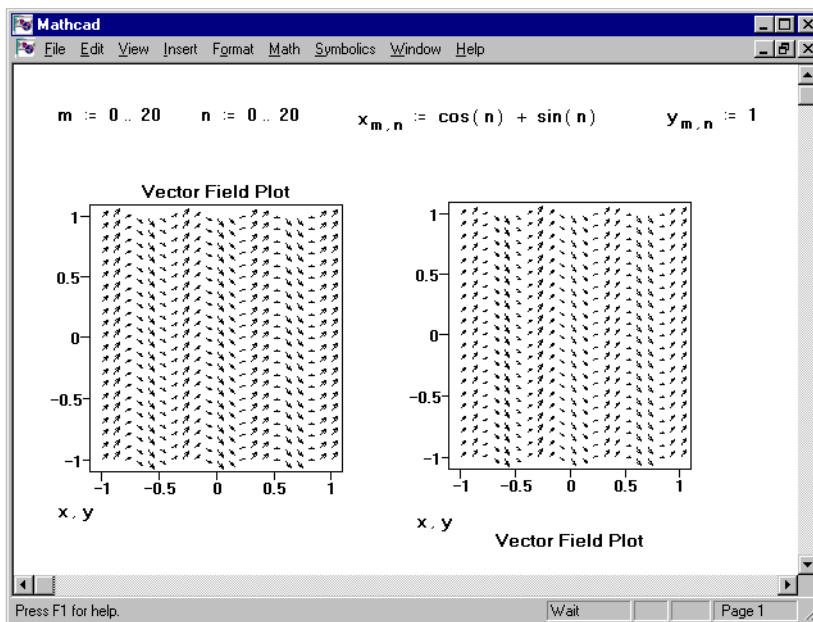 Mathcad
File Edit View Insert Format Math Symbolics Window Help
m := 0 .. 20 n := 0 .. 20 x m,n := cos(n) + sin(n) y m,n := 1
Vector Field Plot
1
0.5
0
−0.5
−1
−1 −0.5 0 0.5 1
x , y
1
0.5
0
−0.5
−1
−1 −0.5 0 0.5 1
x , y
Vector Field Plot
Press F1 for help. Wait Page 1